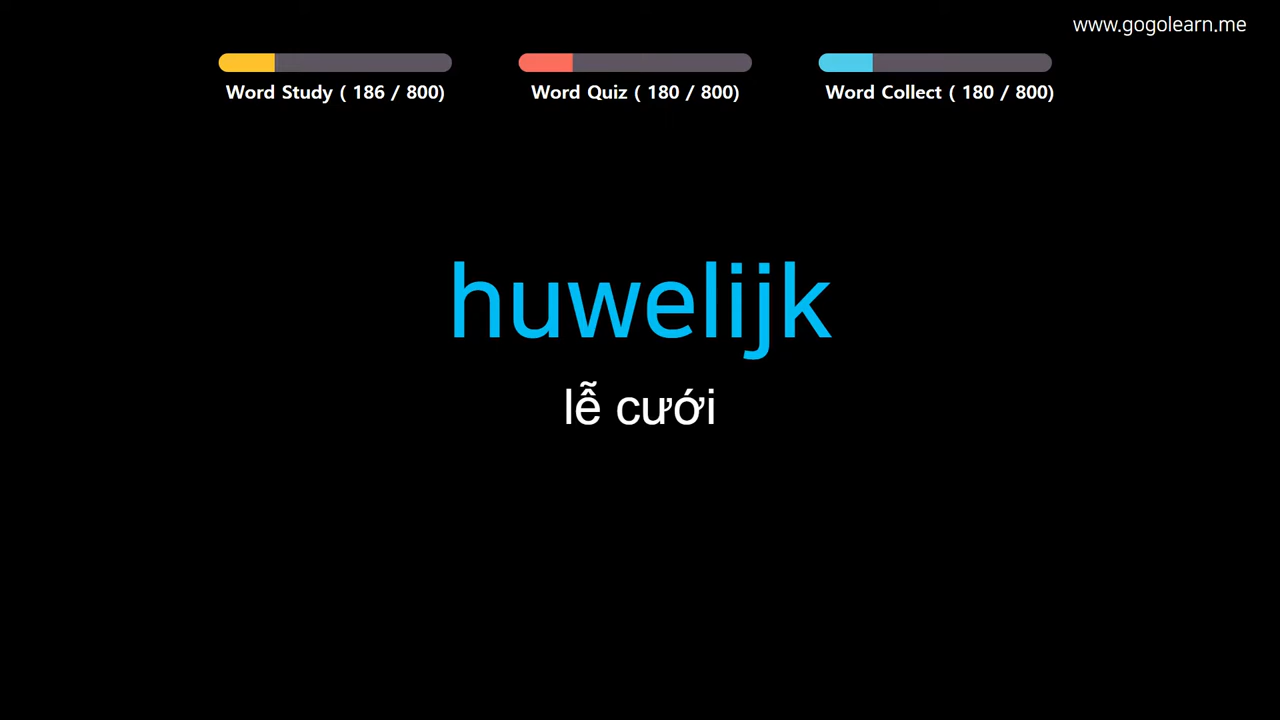 www.gogolearn.me
Word Study ( 186 / 800)
Word Quiz ( 180 / 800)
Word Collect ( 180 / 800)
huwelijk
lễ cưới